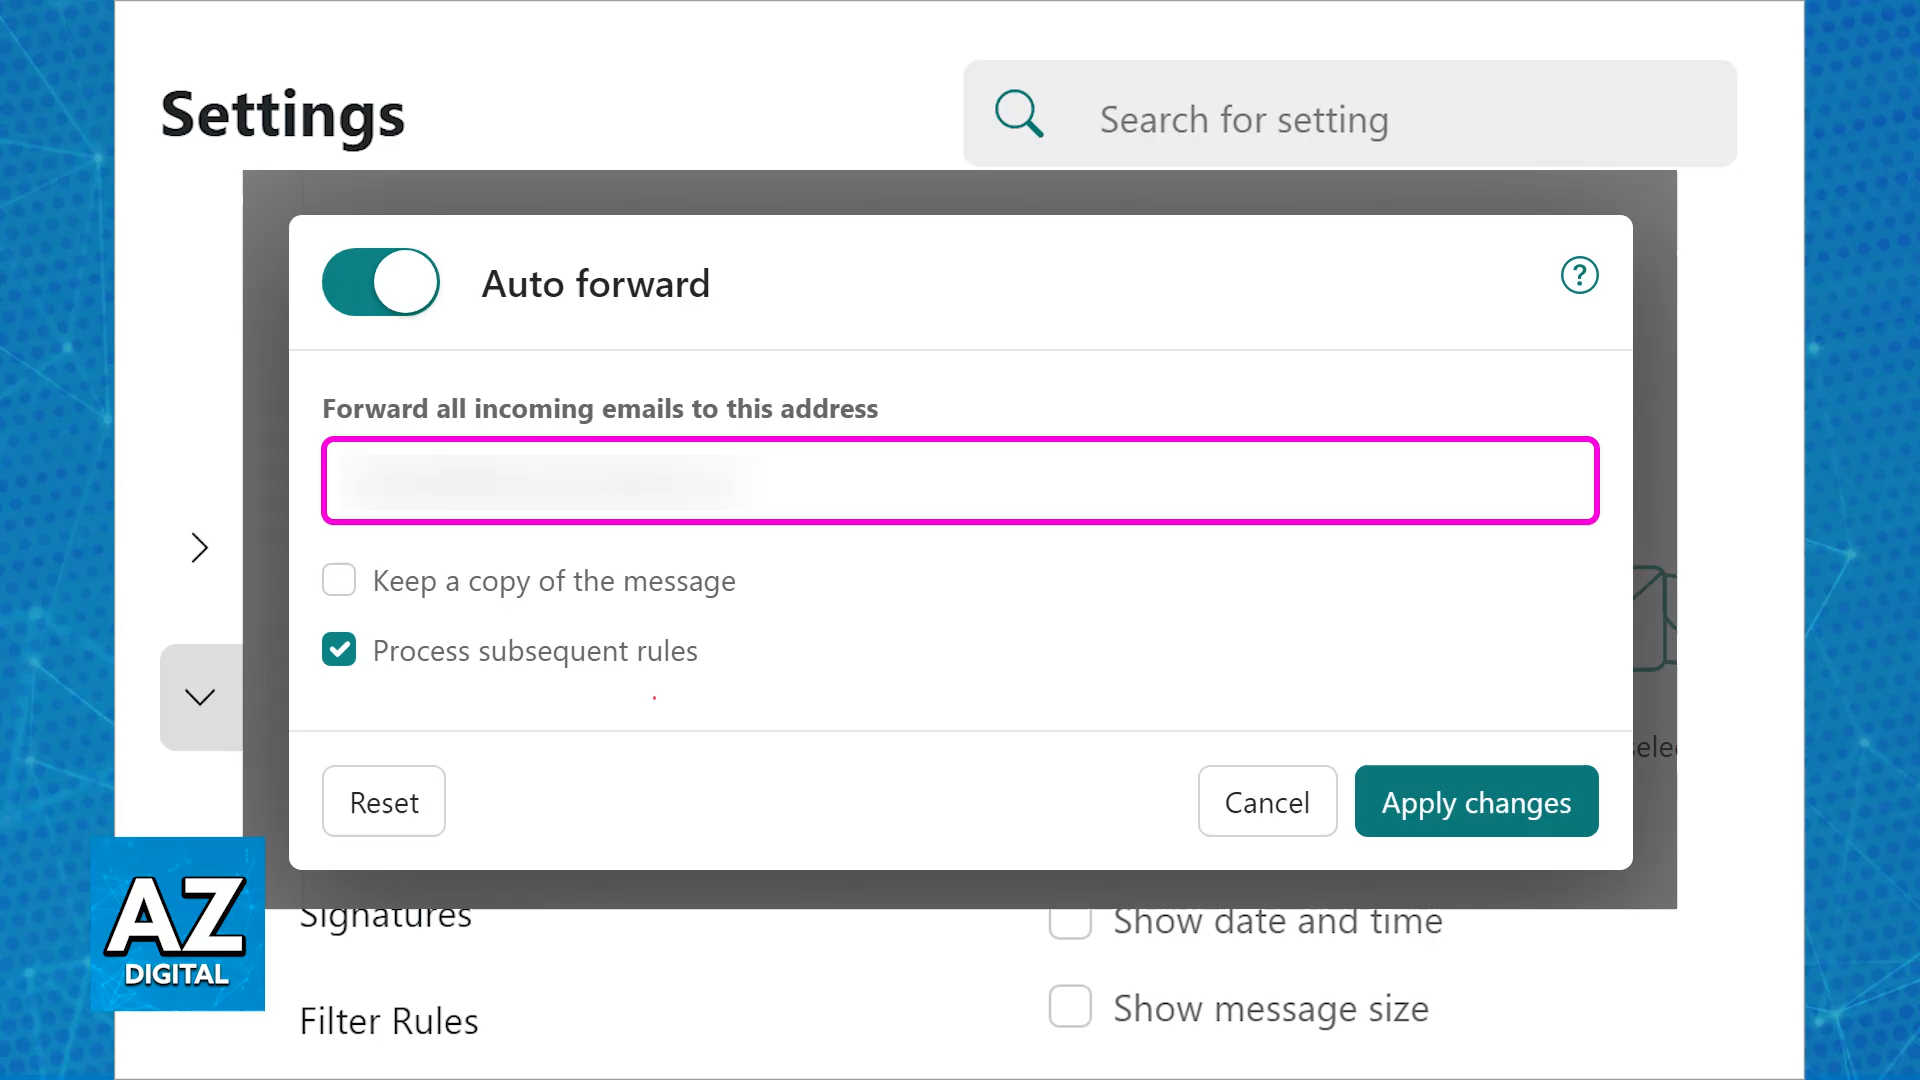 Settings
Search for setting
Auto forward
?
Forward all incoming emails to this address
Keep a copy of the message
Process subsequent rules
Reset
Cancel
Apply changes
Signatures
Show date and time
Filter Rules
Show message size
AZ
DIGITAL